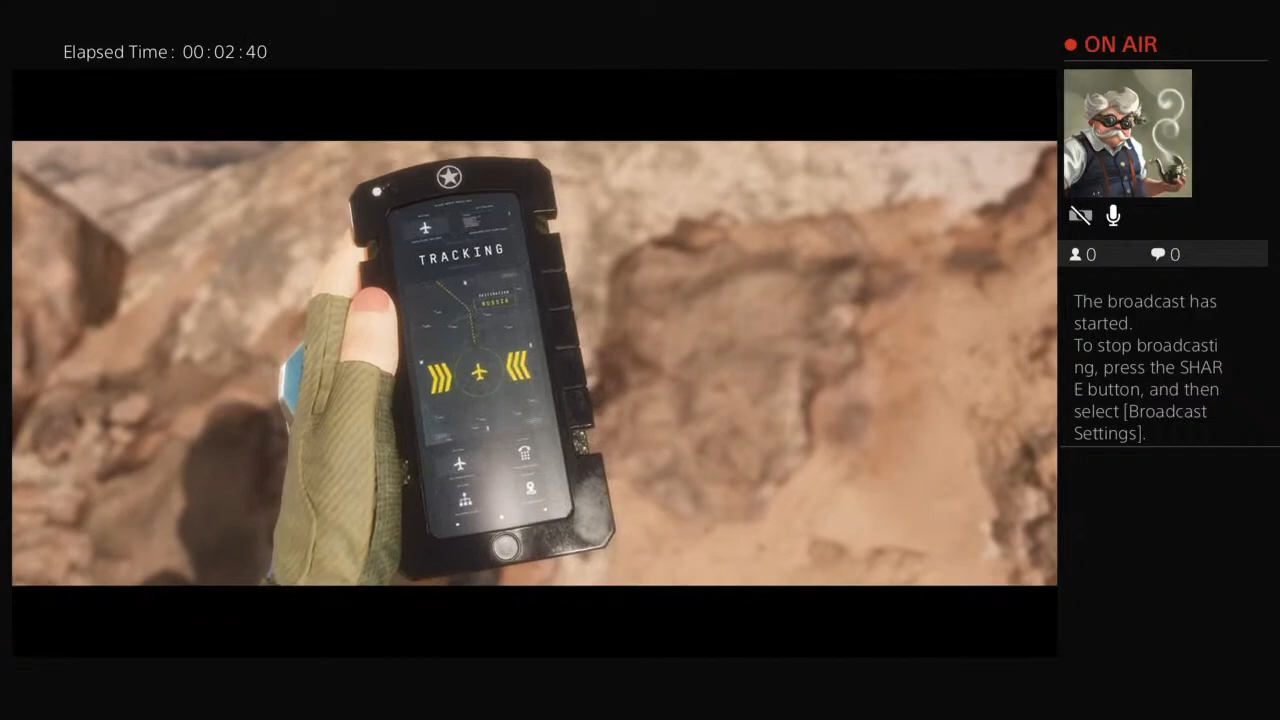 Elapsed Time: 00:02:40
ON AIR
TRACKING
DESTINATION
RUSSIA
0
0
The broadcast has
started.
To stop broadcasti
ng, press the SHAR
E button, and then
select [Broadcast
Settings].